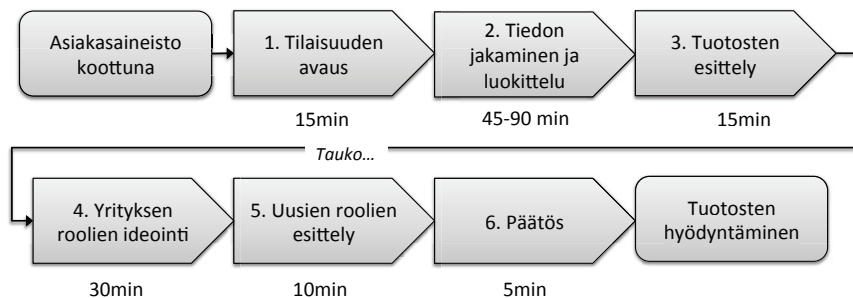 Asiakasaineisto
koottuna
1. Tilaisuuden
avaus
2. Tiedon
jakaminen ja
luokittelu
3. Tuotosten
esittely
15min
45-90 min
15min
Tauko...
4. Yrityksen
roolien ideointi
5. Uusien roolien
esittely
6. Päätös
Tuotosten
hyödyntäminen
30min
10min
5min